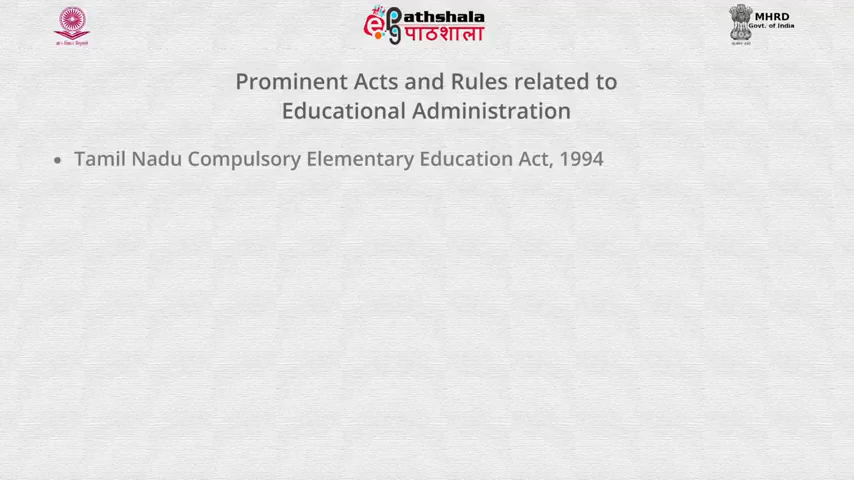 Pathshala
पाठशाला
MHRD
Govt. of India
Prominent Acts and Rules related to
Educational Administration
• Tamil Nadu Compulsory Elementary Education Act, 1994